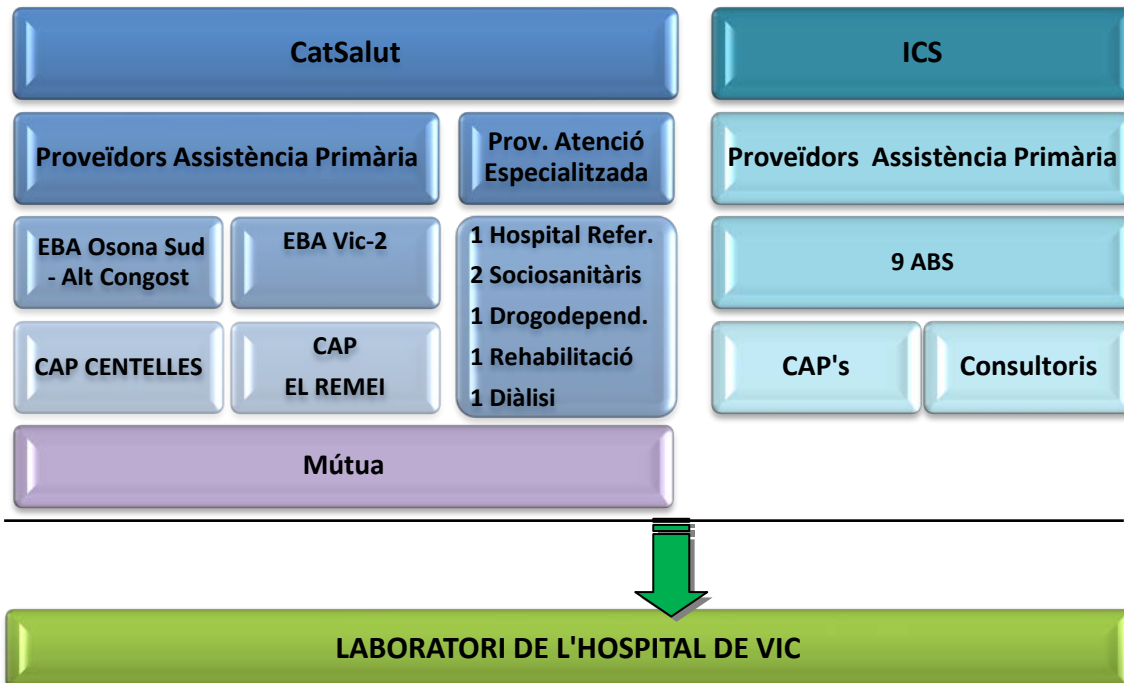 CatSalut
ICS
Proveïdors Assistència Primària
Prov. Atenció
Especialitzada
Proveïdors Assistència Primària
EBA Osona Sud
- Alt Congost
EBA Vic-2
1 Hospital Refer.
2 Sociosanitàris
1 Drogodepend.
1 Rehabilitació
1 Diàlisi
9 ABS
CAP CENTELLES
CAP
EL REMEI
CAP's
Consultoris
Mútua
LABORATORI DE L'HOSPITAL DE VIC